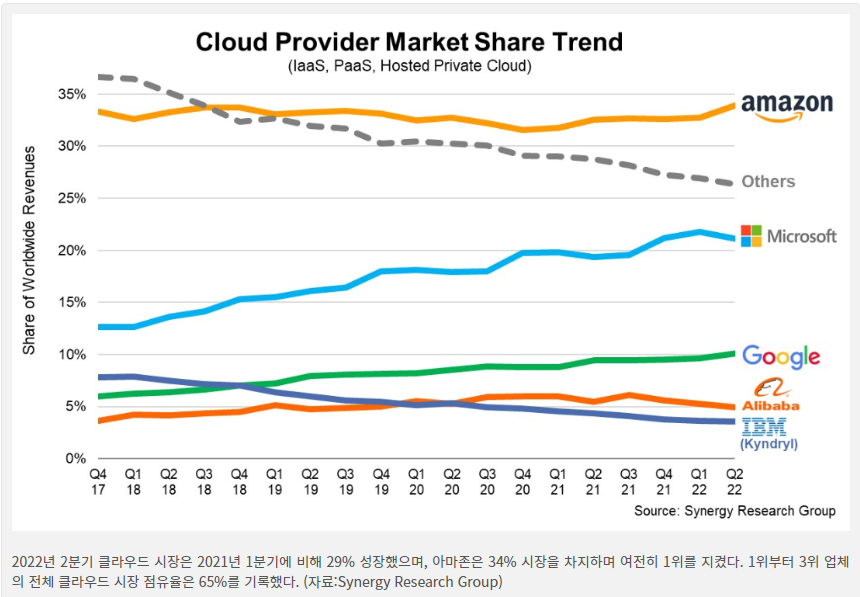 Cloud Provider Market Share Trend
(IaaS, PaaS, Hosted Private Cloud)
Share of Worldwide Revenues
35%
30%
25%
20%
15%
10%
5%
0%
amazon
Others
Microsoft
Google
Alibaba
IBM
(Kyndryl)
Q4 Q1 Q2 Q3 Q4 Q1 Q2 Q3 Q4 Q1 Q2 Q3 Q4 Q1 Q2 Q3 Q4 Q1 Q2
17 18 18 18 18 19 19 19 19 20 20 20 20 21 21 21 21 22 22
Source: Synergy Research Group
2022년 2분기 클라우드 시장은 2021년 1분기에 비해 29% 성장했으며, 아마존은 34% 시장을 차지하며 여전히 1위를 지켰다. 1위부터 3위 업체
의 전체 클라우드 시장 점유율은 65%를 기록했다. (자료:Synergy Research Group)